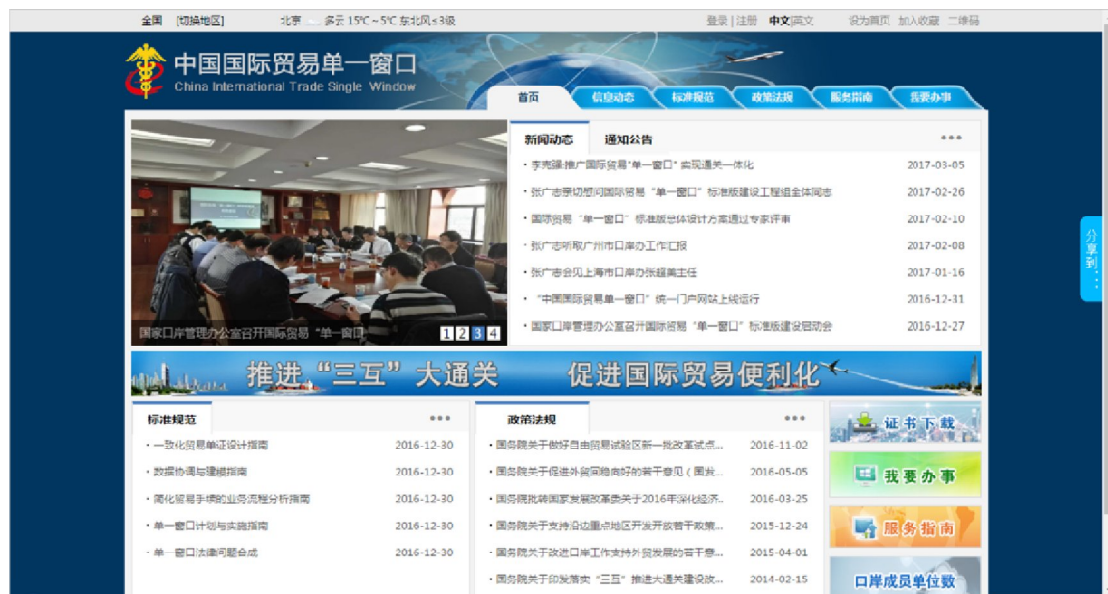 全国 [切换地区] 北京 多云 15℃~5℃ 东北风≤3级 登录 | 注册 中文|英文 设为首页 加入收藏 二维码
中国国际贸易单一窗口
China International Trade Single Window
首页 信息动态 标准规范 政策法规 服务指南 我要办事
新闻动态 通知公告
· 李克强:推广国际贸易"单一窗口" 实现通关一体化 2017-03-05
· 张广志亲切慰问国际贸易“单一窗口”标准版建设工程组全体同志 2017-02-26
· 国际贸易“单一窗口”标准版总体设计方案通过专家评审 2017-02-10
· 张广志听取广州市口岸办工作汇报 2017-02-08
· 张广志会见上海市口岸办张超美主任 2017-01-16
· “中国国际贸易单一窗口”统一门户网站上线运行 2016-12-31
· 国家口岸管理办公室召开国际贸易“单一窗口”标准版建设启动会 2016-12-27
国家口岸管理办公室召开国际贸易“单一窗口 1 2 3 4
分享到:
推进“三互”大通关 促进国际贸易便利化
标准规范
· 一致化贸易单证设计指南 2016-12-30
· 数据协调与建模指南 2016-12-30
· 简化贸易手续的业务流程分析指南 2016-12-30
· 单一窗口计划与实施指南 2016-12-30
· 单一窗口法律问题会成 2016-12-30
政策法规
· 国务院关于做好自由贸易试验区新一批改革试点... 2016-11-02
· 国务院关于促进外贸回稳向好的若干意见(国发... 2016-05-05
· 国务院批转国家发展改革委关于2016年深化经济... 2016-03-25
· 国务院关于支持沿边重点地区开发开放若干政策... 2015-12-24
· 国务院关于改进口岸工作支持外贸发展的若干意... 2015-04-01
· 国务院关于印发落实“三互”推进大通关建设改... 2014-02-15
证书下载
我要办事
服务指南
口岸成员单位数